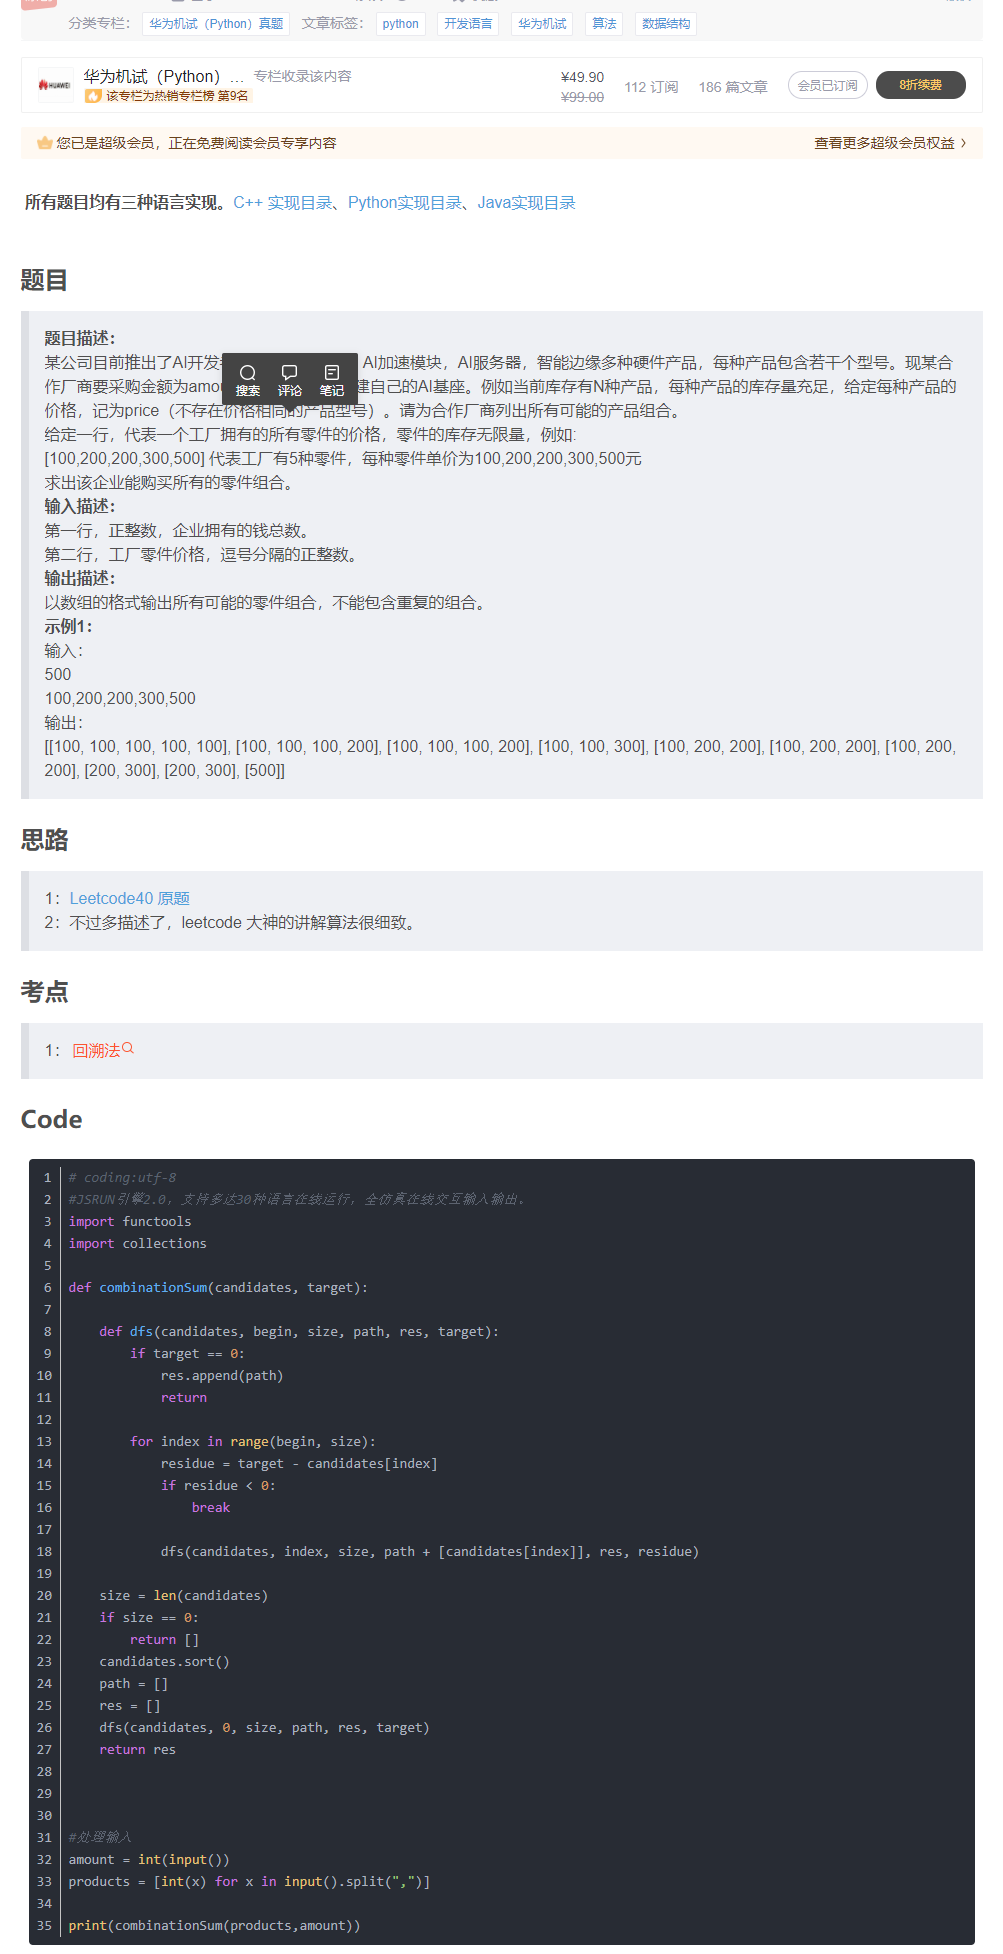 分类专栏： 华为机试（Python）真题 文章标签： python 开发语言 华为机试 算法 数据结构
HUAWEI 华为机试（Python）... 专栏收录该内容 ¥49.90 112 订阅 186 篇文章 会员已订阅 8折续费
该专栏为热销专栏榜 第9名 ¥99.00
您已是超级会员，正在免费阅读会员专享内容 查看更多超级会员权益
所有题目均有三种语言实现。C++ 实现目录、Python实现目录、Java实现目录
题目
题目描述：
某公司目前推出了AI开发 AI加速模块，AI服务器，智能边缘多种硬件产品，每种产品包含若干个型号。现某合
搜索 评论 笔记
作厂商要采购金额为amou 建自己的AI基座。例如当前库存有N种产品，每种产品的库存量充足，给定每种产品的
价格，记为price（不存在价格相同的产品型号）。请为合作厂商列出所有可能的产品组合。
给定一行，代表一个工厂拥有的所有零件的价格，零件的库存无限量，例如:
[100,200,200,300,500] 代表工厂有5种零件，每种零件单价为100,200,200,300,500元
求出该企业能购买所有的零件组合。
输入描述：
第一行，正整数，企业拥有的钱总数。
第二行，工厂零件价格，逗号分隔的正整数。
输出描述：
以数组的格式输出所有可能的零件组合，不能包含重复的组合。
示例1：
输入：
500
100,200,200,300,500
输出：
[[100, 100, 100, 100, 100], [100, 100, 100, 200], [100, 100, 100, 200], [100, 100, 300], [100, 200, 200], [100, 200, 200], [100, 200,
200], [200, 300], [200, 300], [500]]
思路
1：Leetcode40 原题
2：不过多描述了，leetcode 大神的讲解算法很细致。
考点
1： 回溯法
Code
1 # coding:utf-8
2 #JSRUN引擎2.0，支持多达30种语言在线运行，全仿真在线交互输入输出。
3 import functools
4 import collections
5
6 def combinationSum(candidates, target):
7
8     def dfs(candidates, begin, size, path, res, target):
9         if target == 0:
10             res.append(path)
11             return
12
13         for index in range(begin, size):
14             residue = target - candidates[index]
15             if residue < 0:
16                 break
17
18             dfs(candidates, index, size, path + [candidates[index]], res, residue)
19
20     size = len(candidates)
21     if size == 0:
22         return []
23     candidates.sort()
24     path = []
25     res = []
26     dfs(candidates, 0, size, path, res, target)
27     return res
28
29
30
31 #处理输入
32 amount = int(input())
33 products = [int(x) for x in input().split(",")]
34
35 print(combinationSum(products,amount))